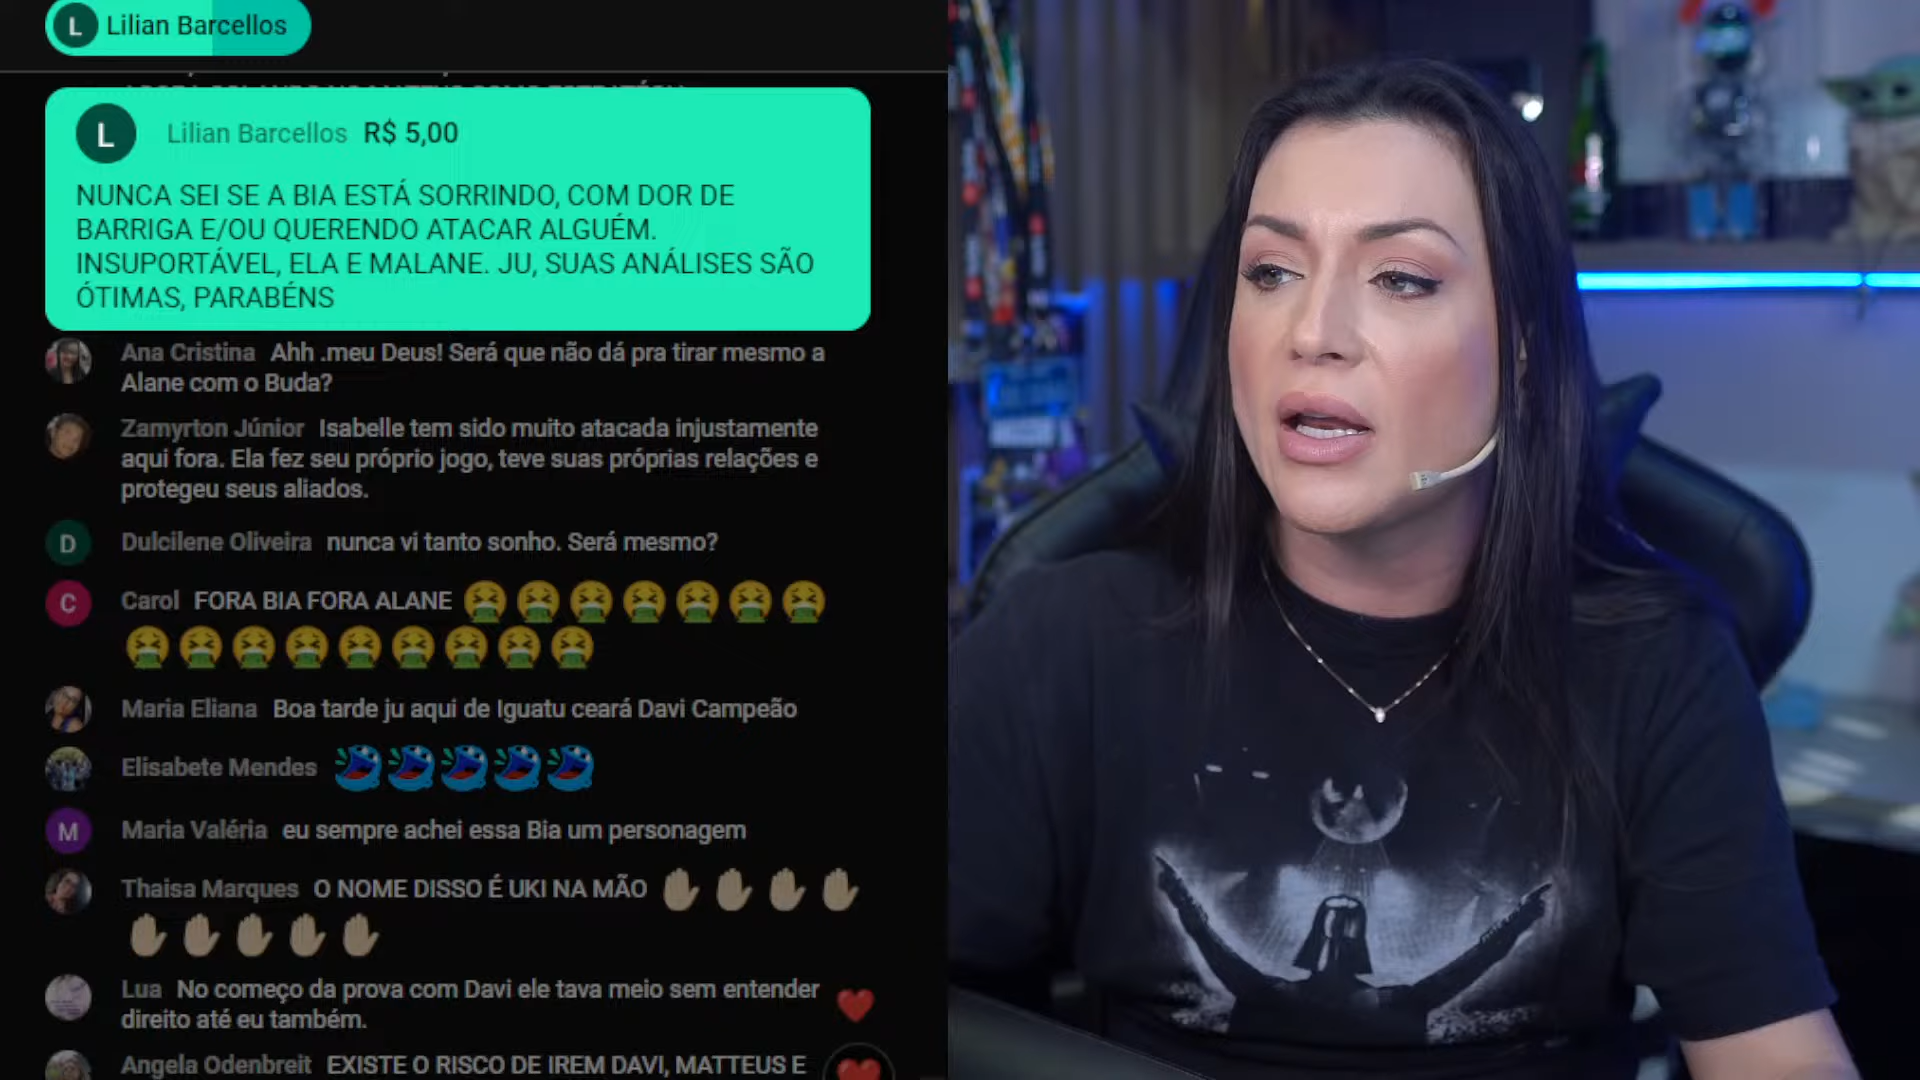 L Lilian Barcellos
L Lilian Barcellos R$ 5,00
NUNCA SEI SE A BIA ESTÁ SORRINDO, COM DOR DE
BARRIGA E/OU QUERENDO ATACAR ALGUÉM.
INSUPORTÁVEL, ELA E MALANE. JU, SUAS ANÁLISES SÃO
ÓTIMAS, PARABÉNS
Ana Cristina Ahh .meu Deus! Será que não dá pra tirar mesmo a
Alane com o Buda?
Zamyrton Júnior Isabelle tem sido muito atacada injustamente
aqui fora. Ela fez seu próprio jogo, teve suas próprias relações e
protegeu seus aliados.
D Dulcilene Oliveira nunca vi tanto sonho. Será mesmo?
C Carol FORA BIA FORA ALANE 🤮🤮🤮🤮🤮🤮🤮
🤮🤮🤮🤮🤮🤮🤮🤮🤮
Maria Eliana Boa tarde ju aqui de Iguatu ceará Davi Campeão
Elisabete Mendes
M Maria Valéria eu sempre achei essa Bia um personagem
Thaisa Marques O NOME DISSO É UKI NA MÃO ✋🏼✋🏼✋🏼✋🏼
✋🏼✋🏼✋🏼✋🏼✋🏼
Lua No começo da prova com Davi ele tava meio sem entender
direito até eu também.
Angela Odenbreit EXISTE O RISCO DE IREM DAVI, MATTEUS E